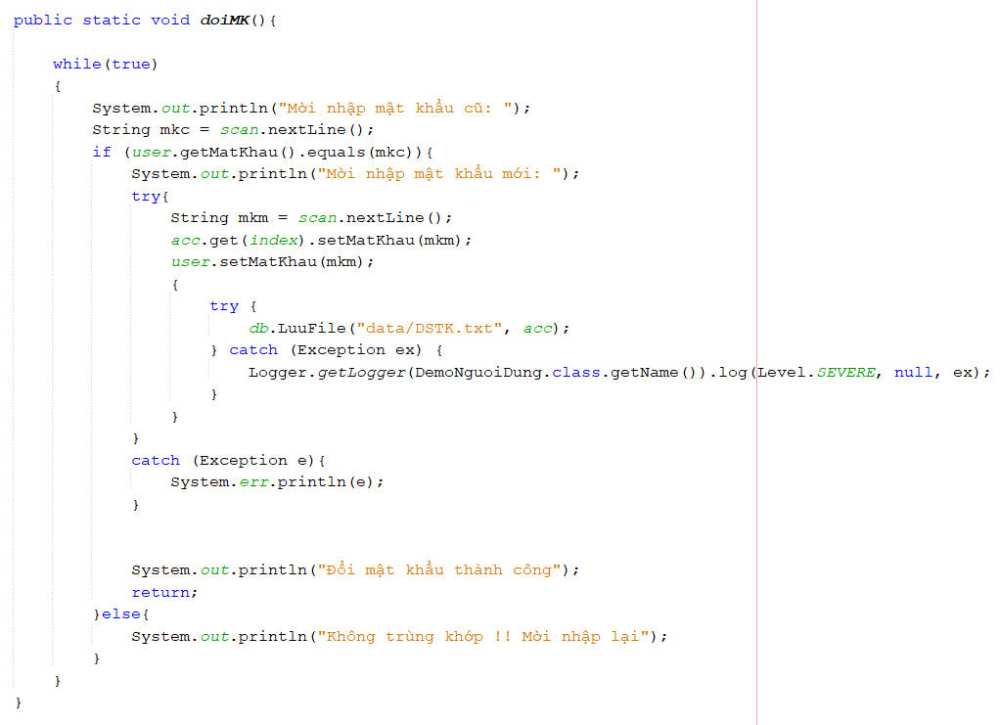 public static void doiMK(){
while(true)
{
System.out.println("Mời nhập mật khẩu cũ: ");
String mkc = scan.nextLine();
if (user.getMatKhau().equals(mkc)){
System.out.println("Mời nhập mật khẩu mới: ");
try{
String mkm = scan.nextLine();
acc.get(index).setMatKhau(mkm);
user.setMatKhau(mkm);
{
try {
db.LuuFile("data/DSTK.txt", acc);
} catch (Exception ex) {
Logger.getLogger(DemoNguoiDung.class.getName()).log(Level.SEVERE, null, ex);
}
}
}
catch (Exception e){
System.err.println(e);
}
System.out.println("Đổi mật khẩu thành công");
return;
}else{
System.out.println("Không trùng khớp !! Mời nhập lại");
}
}
}